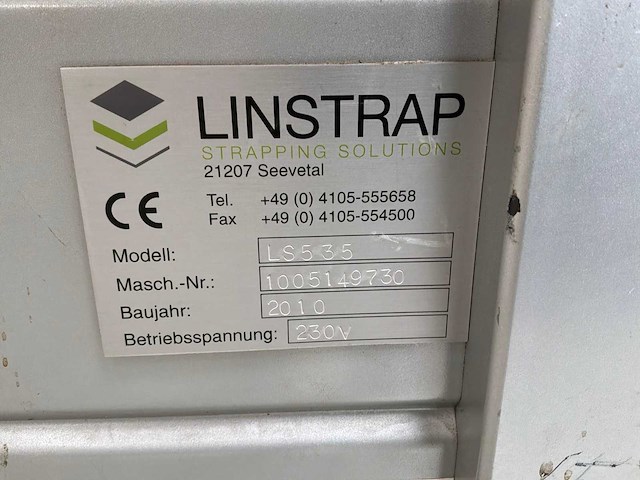 LINSTRAP
STRAPPING SOLUTIONS
21207 Seevetal
CE
Tel. +49 (0) 4105-555658
Fax +49 (0) 4105-554500
Modell: LS535
Masch.-Nr.: 1005149730
Baujahr: 2010
Betriebsspannung: 230V